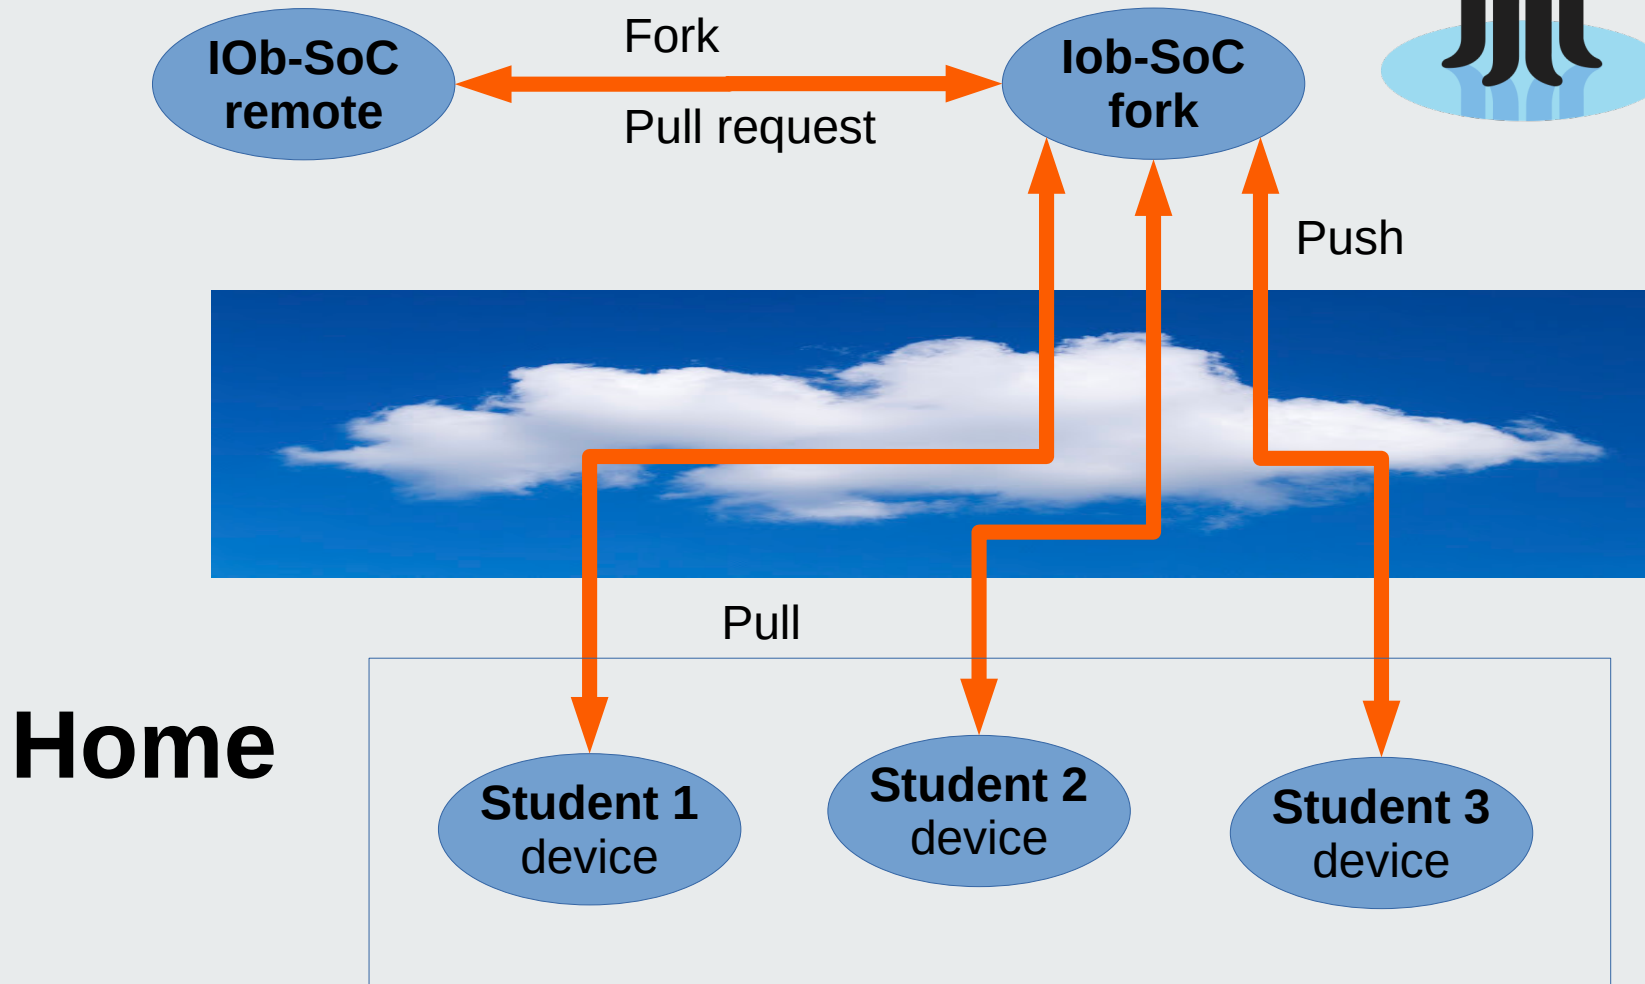 Fork
IOb-SoC
remote
Iob-SoC
fork
Pull request
Push
Pull
Home
Student 1
device
Student 2
device
Student 3
device